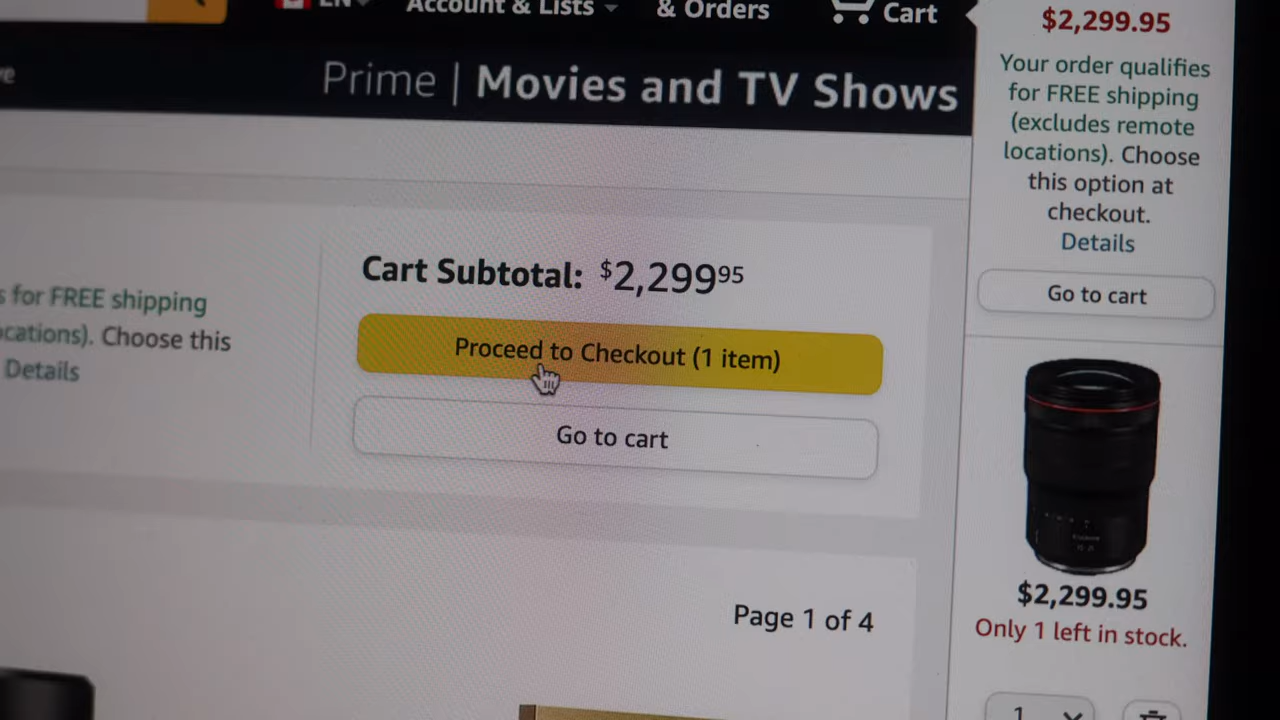 EN
Account & Lists
& Orders
Cart
Prime | Movies and TV Shows
Cart Subtotal: $2,299.95
s for FREE shipping
ocations). Choose this
Details
Proceed to Checkout (1 item)
Go to cart
Page 1 of 4
$2,299.95
Your order qualifies
for FREE shipping
(excludes remote
locations). Choose
this option at
checkout.
Details
Go to cart
$2,299.95
Only 1 left in stock.
1